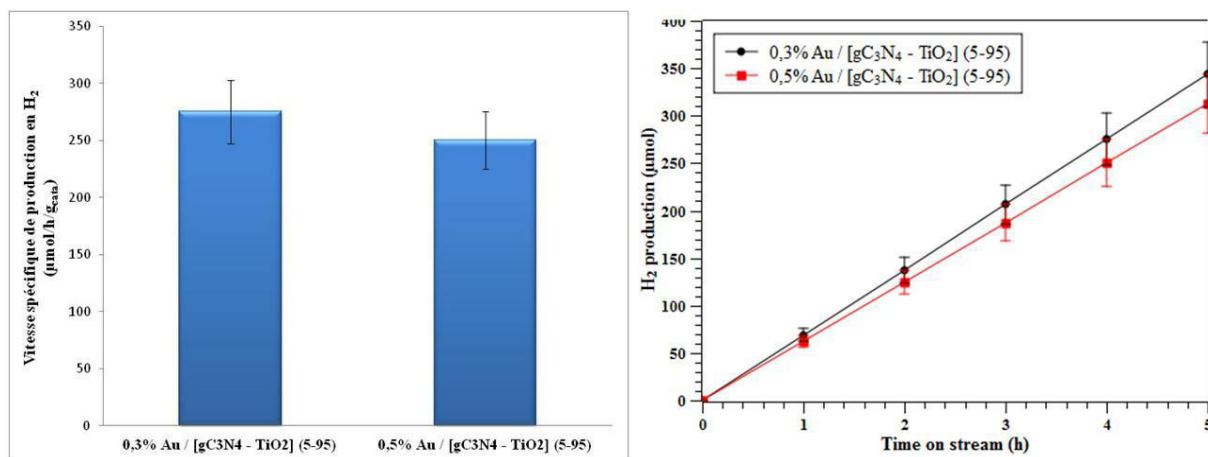 Vitesse spécifique de production en H2
(µmol/h/gcata)
350
300
250
200
150
100
50
0
0,3% Au / [gC3N4 - TiO2] (5-95)
0,5% Au / [gC3N4 - TiO2] (5-95)
H2 production (µmol)
400
350
300
250
200
150
100
50
0
0,3% Au / [gC3N4 - TiO2] (5-95)
0,5% Au / [gC3N4 - TiO2] (5-95)
0 1 2 3 4 5
Time on stream (h)